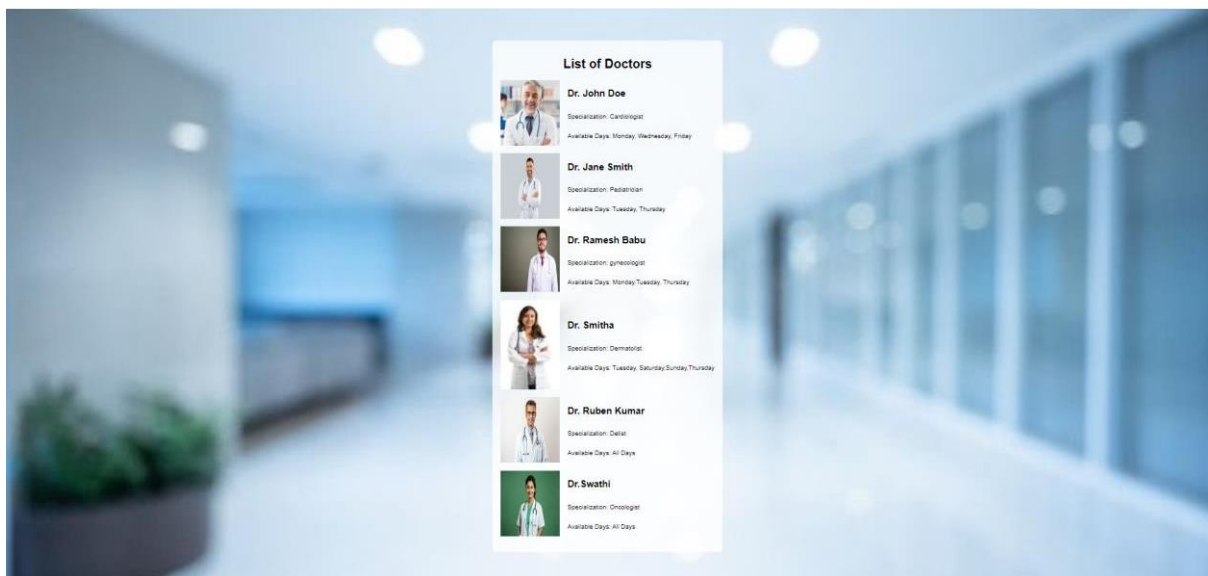 List of Doctors
Dr. John Doe
Specialization: Cardiologist
Available Days: Monday, Wednesday, Friday
Dr. Jane Smith
Specialization: Pediatrician
Available Days: Tuesday, Thursday
Dr. Ramesh Babu
Specialization: gynecologist
Available Days: Monday,Tuesday, Thursday
Dr. Smitha
Specialization: Dermatolist
Available Days: Tuesday, Saturday,Sunday,Thursday
Dr. Ruben Kumar
Specialization: Detist
Available Days: All Days
Dr.Swathi
Specialization: Oncologist
Available Days: All Days